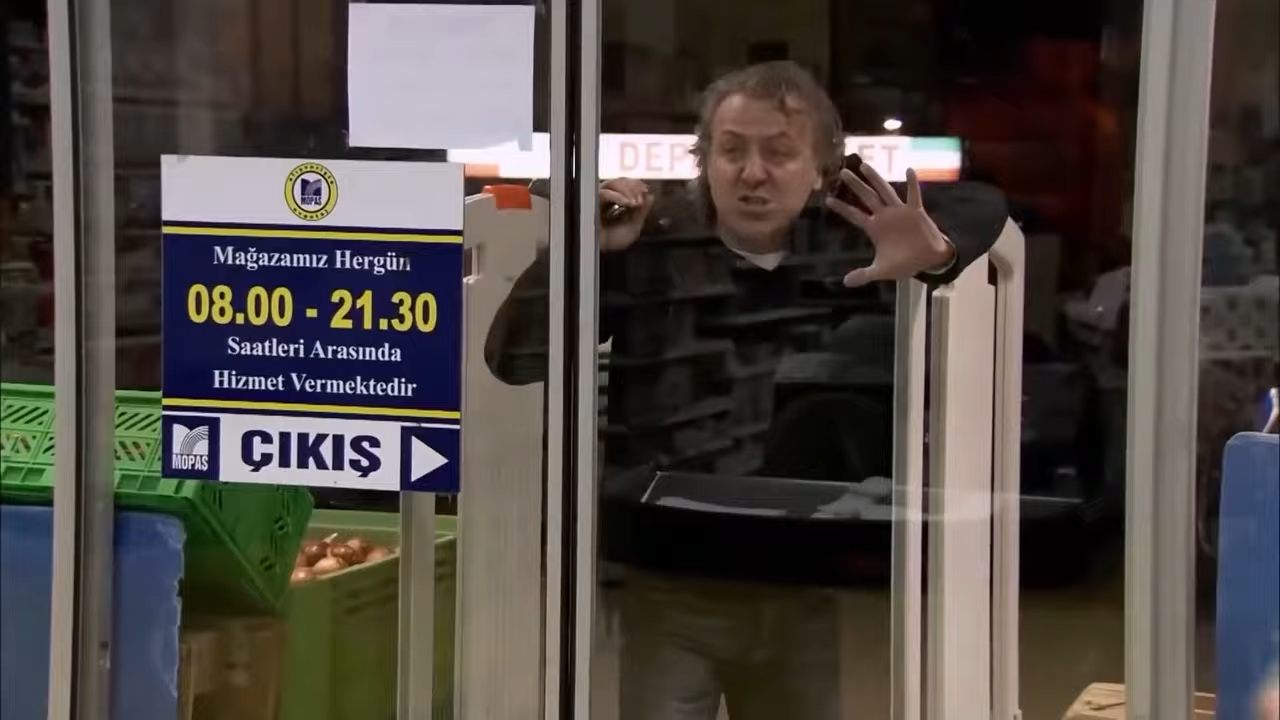 MOPAŞ
Mağazamız Hergün
08.00 - 21.30
Saatleri Arasında
Hizmet Vermektedir
MOPAŞ
ÇIKIŞ